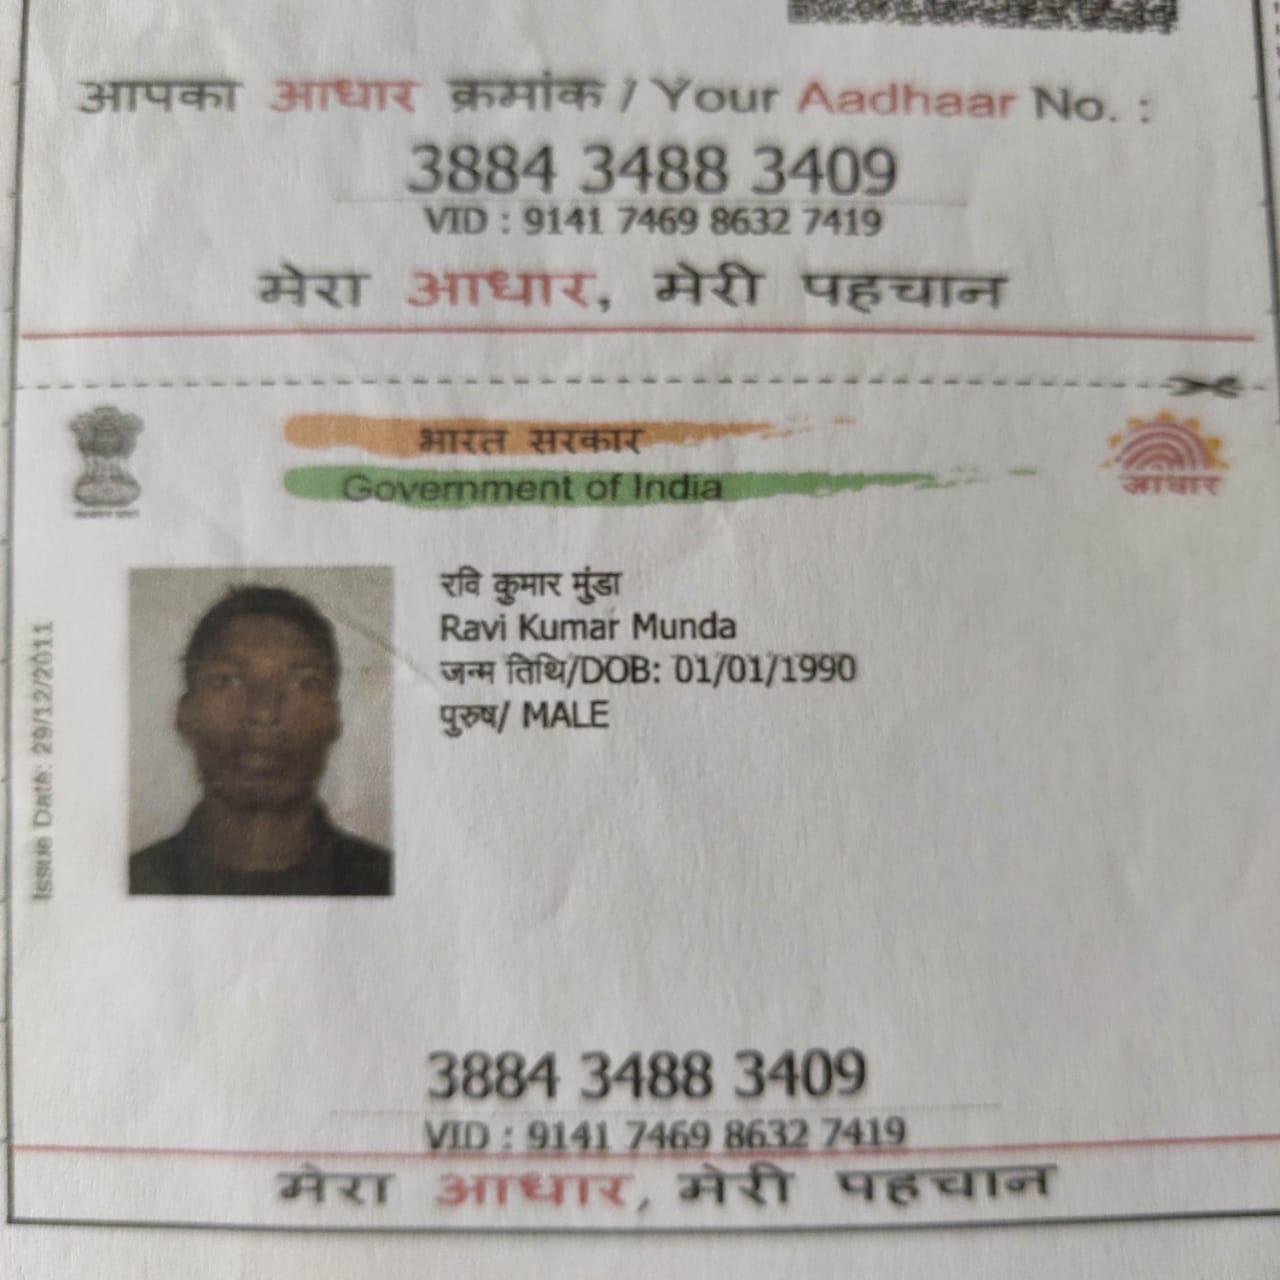 आपका आधार क्रमांक / Your Aadhaar No. :
3884 3488 3409
VID : 9141 7469 8632 7419
मेरा आधार, मेरी पहचान
भारत सरकार
Government of India
आधार
रवि कुमार मुंडा
Ravi Kumar Munda
जन्म तिथि/DOB: 01/01/1990
पुरुष/ MALE
Issue Date: 29/12/2011
3884 3488 3409
VID : 9141 7469 8632 7419
मेरा आधार, मेरी पहचान